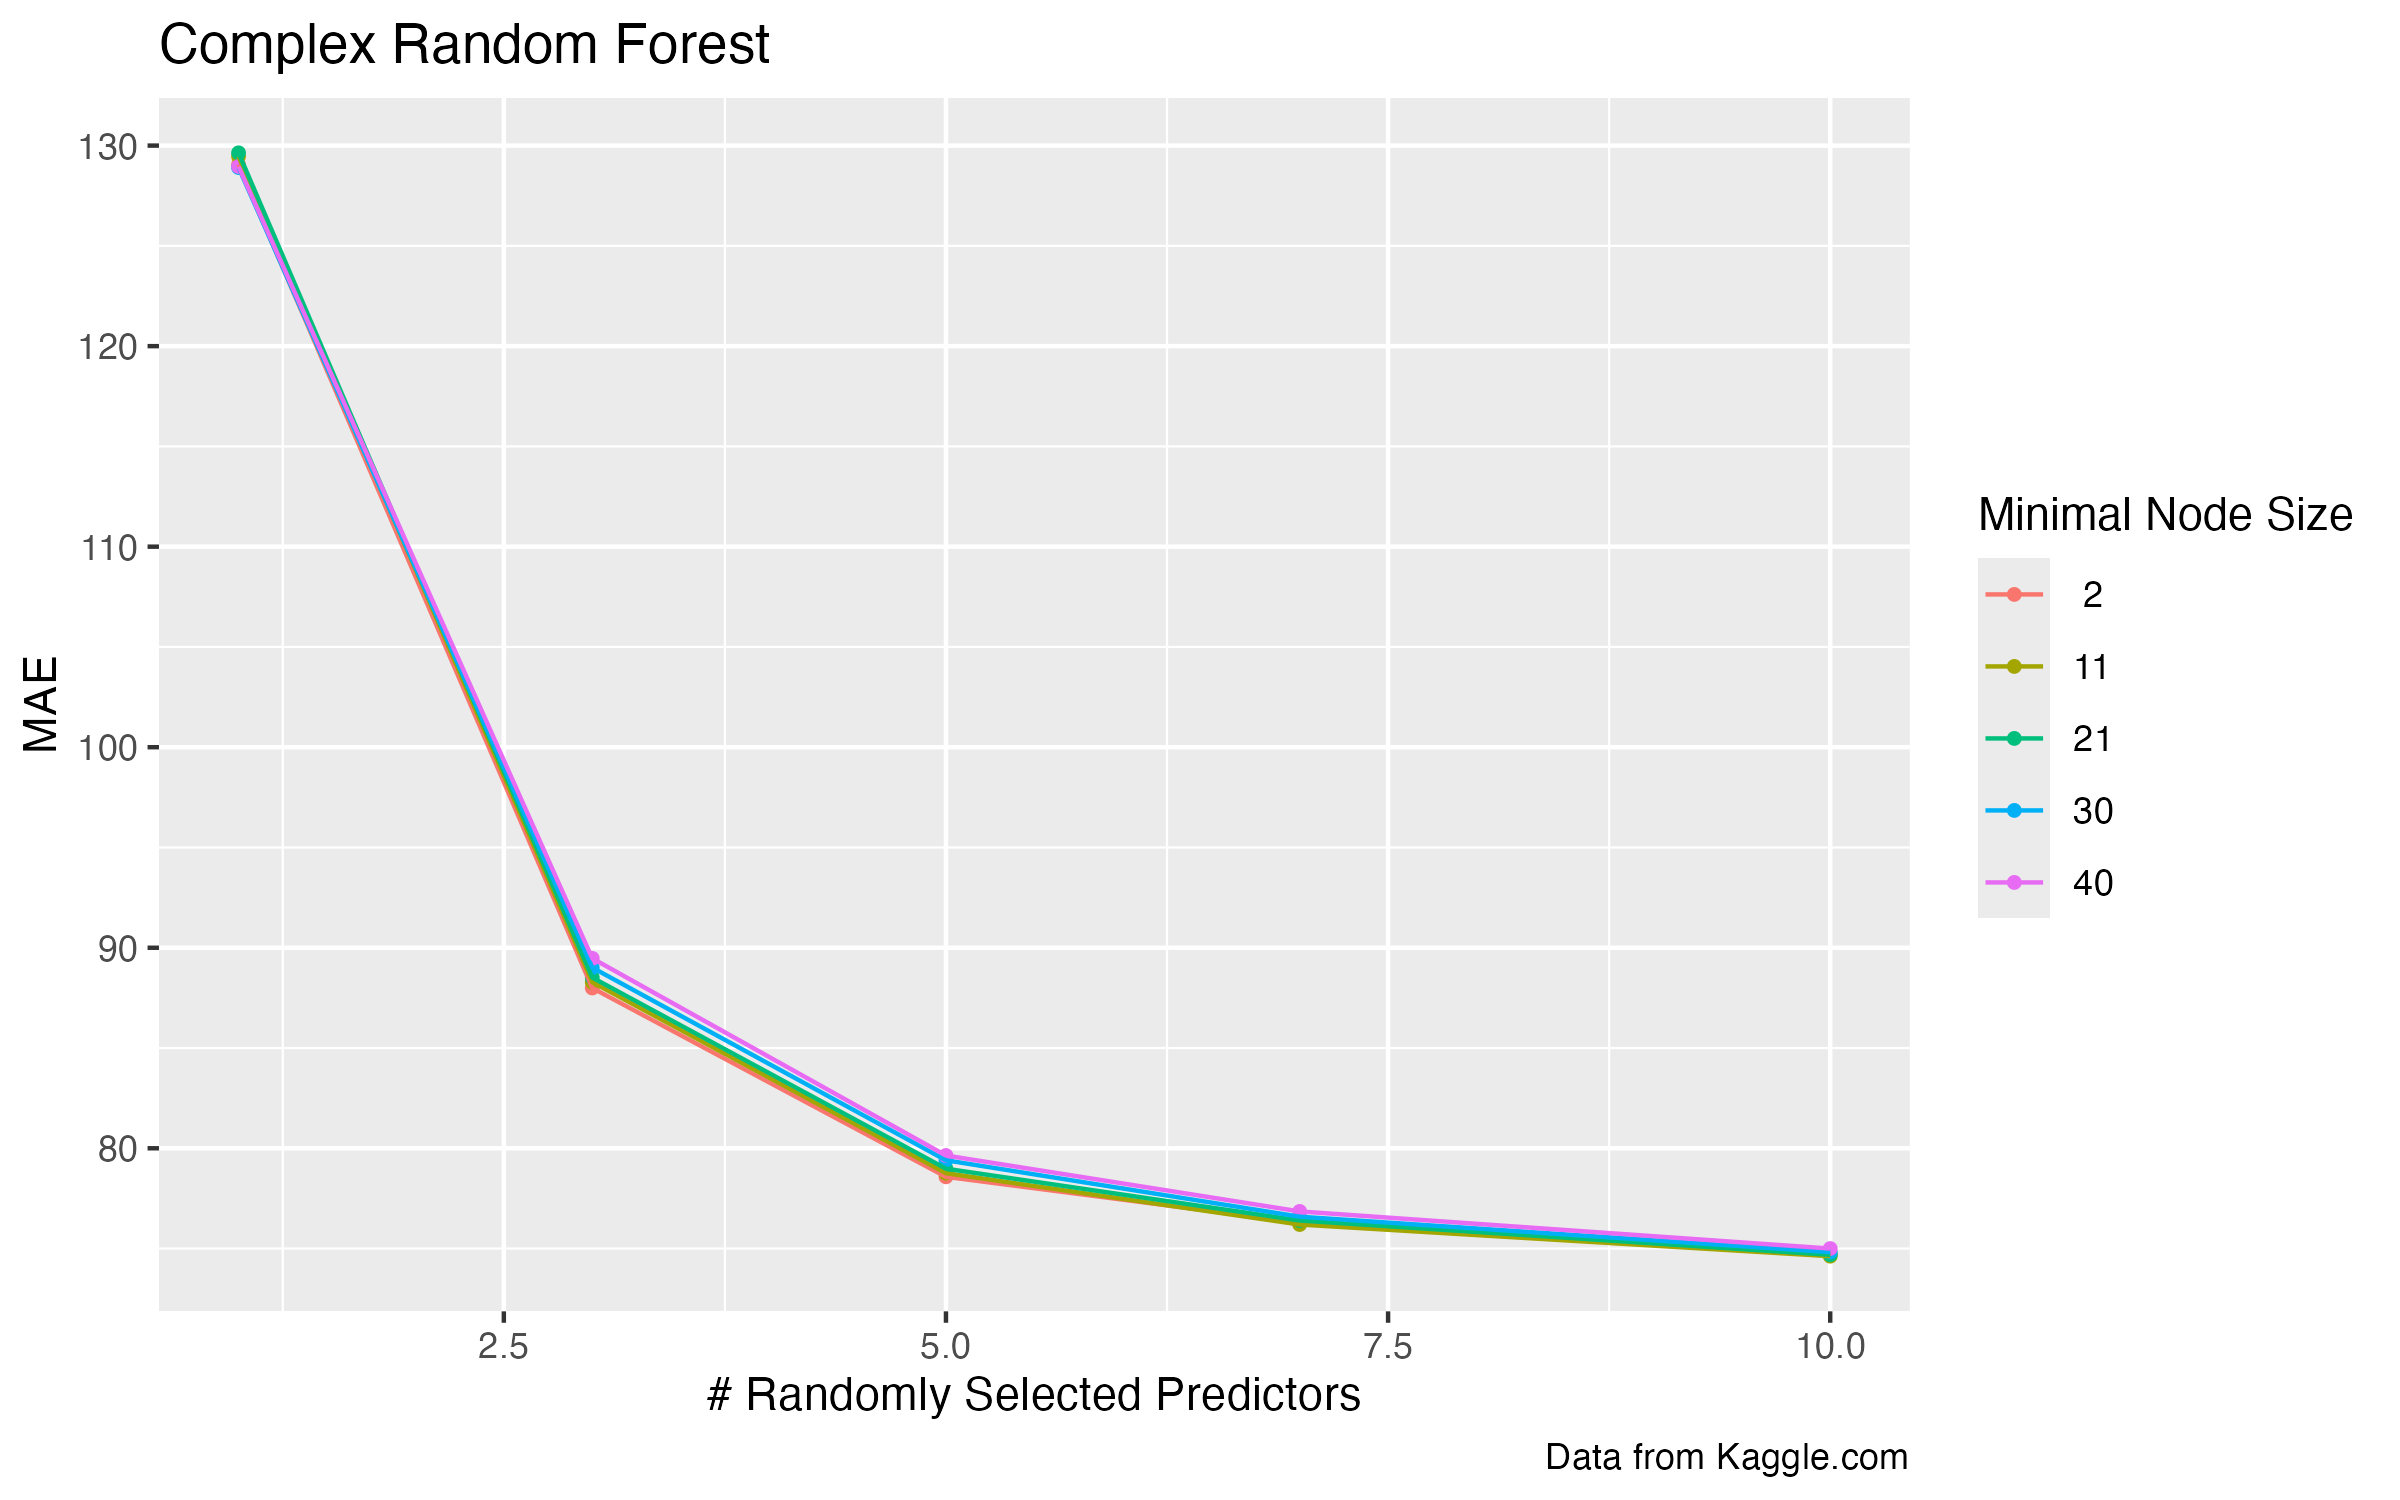 Complex Random Forest
130
120
110
100
90
80
MAE
2.5 5.0 7.5 10.0
# Randomly Selected Predictors
Minimal Node Size
2
11
21
30
40
Data from Kaggle.com